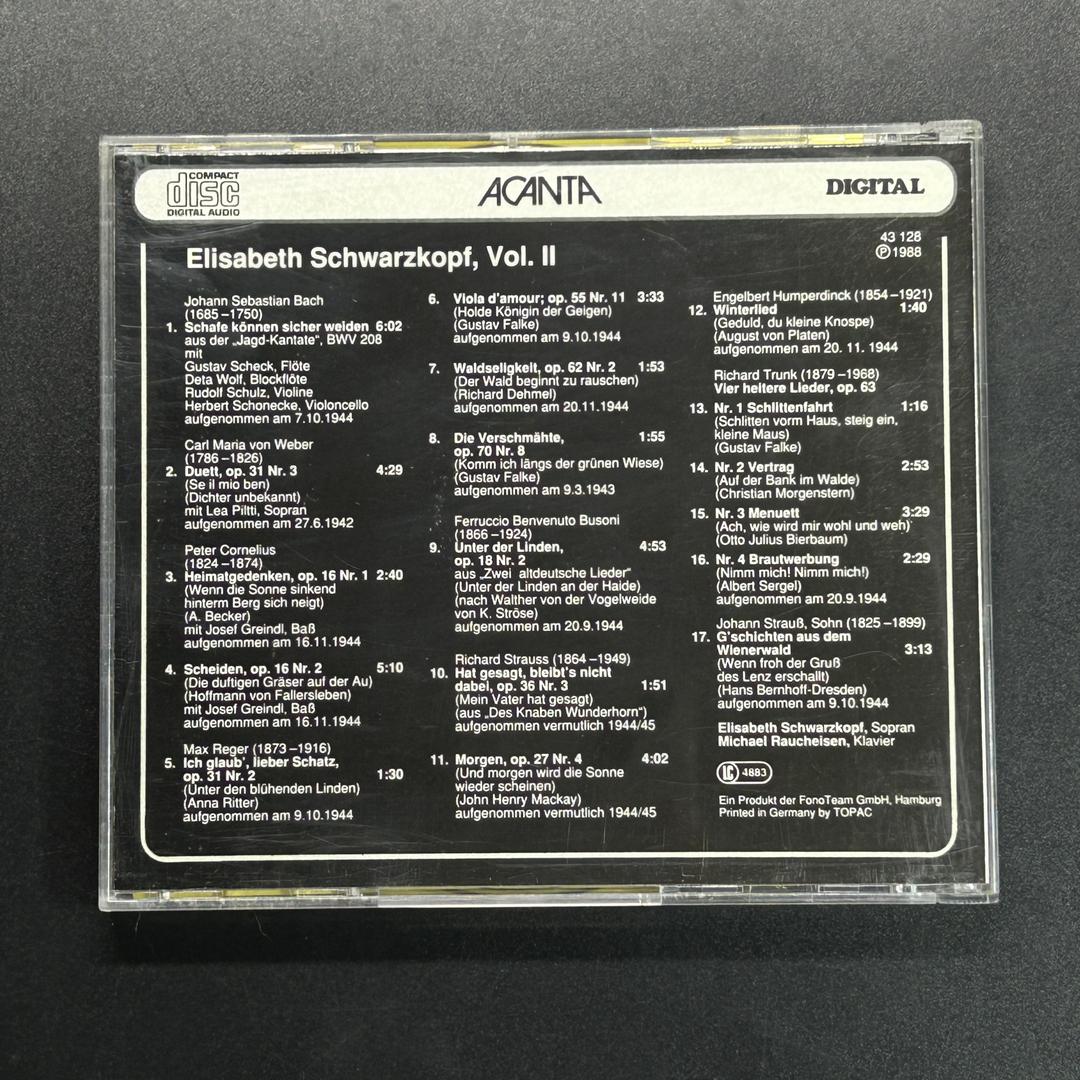 COMPACT
disc
DIGITAL AUDIO
ACANTA
DIGITAL
43 128
Ⓟ 1988
Elisabeth Schwarzkopf, Vol. II
Johann Sebastian Bach
(1685–1750)
1. Schafe können sicher weiden 6:02
aus der „Jagd-Kantate“, BWV 208
mit
Gustav Scheck, Flöte
Deta Wolf, Blockflöte
Rudolf Schulz, Violine
Herbert Schonecke, Violoncello
aufgenommen am 7.10.1944
Carl Maria von Weber
(1786–1826)
2. Duett, op. 31 Nr. 3 4:29
(Se il mio ben)
(Dichter unbekannt)
mit Lea Piltti, Sopran
aufgenommen am 27.6.1942
Peter Cornelius
(1824–1874)
3. Heimatgedenken, op. 16 Nr. 1 2:40
(Wenn die Sonne sinkend
hinterm Berg sich neigt)
(A. Becker)
mit Josef Greindl, Baß
aufgenommen am 16.11.1944
4. Scheiden, op. 16 Nr. 2 5:10
(Die duftigen Gräser auf der Au)
(Hoffmann von Fallersleben)
mit Josef Greindl, Baß
aufgenommen am 16.11.1944
Max Reger (1873–1916)
5. Ich glaub', lieber Schatz,
op. 31 Nr. 2 1:30
(Unter den blühenden Linden)
(Anna Ritter)
aufgenommen am 9.10.1944
6. Viola d'amour; op. 55 Nr. 11 3:33
(Holde Königin der Geigen)
(Gustav Falke)
aufgenommen am 9.10.1944
7. Waldseligkeit, op. 62 Nr. 2 1:53
(Der Wald beginnt zu rauschen)
(Richard Dehmel)
aufgenommen am 20.11.1944
8. Die Verschmähte, 1:55
op. 70 Nr. 8
(Komm ich längs der grünen Wiese)
(Gustav Falke)
aufgenommen am 9.3.1943
Ferruccio Benvenuto Busoni
(1866–1924)
9. Unter der Linden, 4:53
op. 18 Nr. 2
aus „Zwei altdeutsche Lieder“
(Unter der Linden an der Haide)
(nach Walther von der Vogelweide
von K. Ströse)
aufgenommen am 20.9.1944
Richard Strauss (1864–1949)
10. Hat gesagt, bleibt's nicht
dabei, op. 36 Nr. 3 1:51
(Mein Vater hat gesagt)
(aus „Des Knaben Wunderhorn“)
aufgenommen vermutlich 1944/45
11. Morgen, op. 27 Nr. 4 4:02
(Und morgen wird die Sonne
wieder scheinen)
(John Henry Mackay)
aufgenommen vermutlich 1944/45
Engelbert Humperdinck (1854–1921)
12. Winterlied 1:40
(Geduld, du kleine Knospe)
(August von Platen)
aufgenommen am 20. 11. 1944
Richard Trunk (1879–1968)
Vier heitere Lieder, op. 63
13. Nr. 1 Schlittenfahrt 1:16
(Schlitten vorm Haus, steig ein,
kleine Maus)
(Gustav Falke)
14. Nr. 2 Vertrag 2:53
(Auf der Bank im Walde)
(Christian Morgenstern)
15. Nr. 3 Menuett 3:29
(Ach, wie wird mir wohl und weh)
(Otto Julius Bierbaum)
16. Nr. 4 Brautwerbung 2:29
(Nimm mich! Nimm mich!)
(Albert Sergel)
aufgenommen am 20.9.1944
Johann Strauß, Sohn (1825–1899)
17. G'schichten aus dem
Wienerwald 3:13
(Wenn froh der Gruß
des Lenz erschallt)
(Hans Bernhoff-Dresden)
aufgenommen am 9.10.1944
Elisabeth Schwarzkopf, Sopran
Michael Raucheisen, Klavier
LC 4883
Ein Produkt der FonoTeam GmbH, Hamburg
Printed in Germany by TOPAC